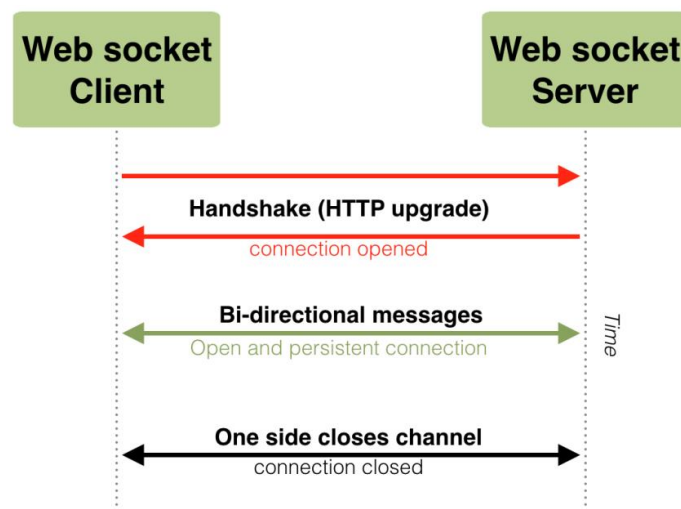 Web socket
Client
Web socket
Server
Handshake (HTTP upgrade)
connection opened
Bi-directional messages
Open and persistent connection
Time
One side closes channel
connection closed